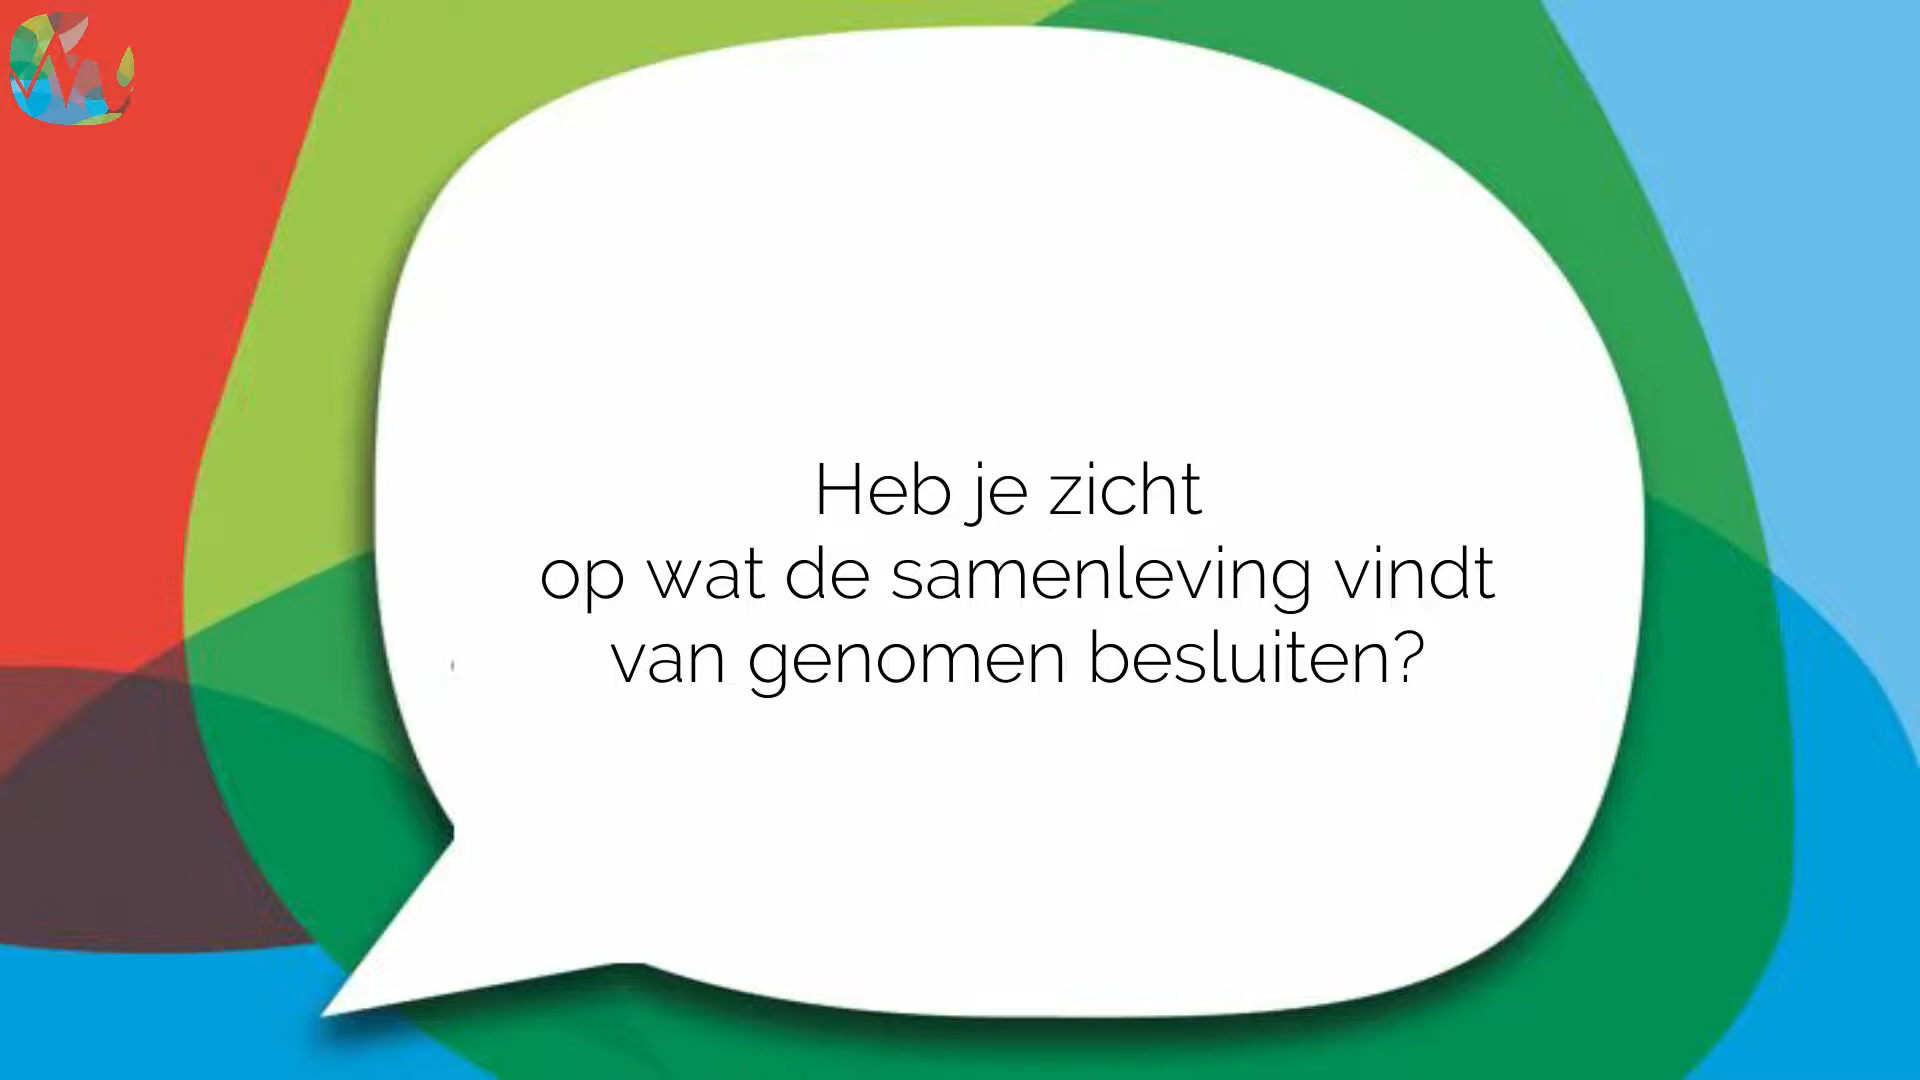 Heb je zicht
op wat de samenleving vindt
van genomen besluiten?